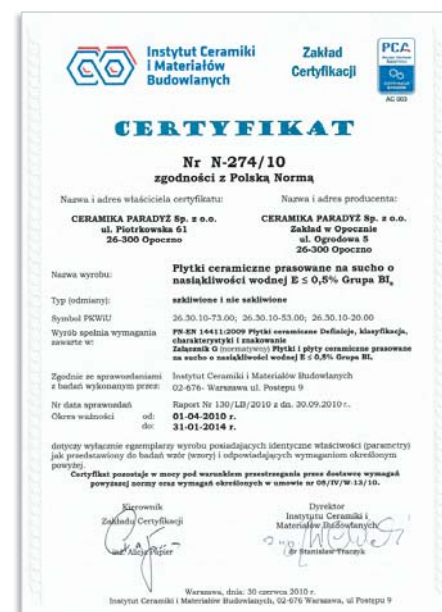 Instytut Ceramiki
i Materiałów
Budowlanych
Zakład
Certyfikacji
PCA
AC 003
CERTYFIKAT
Nr N-274/10
zgodności z Polską Normą
Nazwa i adres właściciela certyfikatu:
Nazwa i adres producenta:
CERAMIKA PARADYŻ Sp. z o.o.
ul. Piotrkowska 61
26-300 Opoczno
CERAMIKA PARADYŻ Sp. z o.o.
Zakład w Opocznie
ul. Ogrodowa 5
26-300 Opoczno
Nazwa wyrobu:
Płytki ceramiczne prasowane na sucho o
nasiąkliwości wodnej E ≤ 0,5% Grupa BIa
Typ (odmiany):
szkliwione i nie szkliwione
Symbol PKWiU
26.30.10-73.00; 26.30.10-53.00; 26.30.10-20.00
Wyrób spełnia wymagania
zawarte w:
PN-EN 14411:2009 Płytki ceramiczne Definicje, klasyfikacja,
charakterystyki i znakowanie
Załącznik G (normatywny) Płytki i płyty ceramiczne prasowane
na sucho o nasiąkliwości wodnej E ≤ 0,5% Grupa BIa
Zgodnie ze sprawozdaniami
z badań wykonanym przez:
Instytut Ceramiki i Materiałów Budowlanych
02-676- Warszawa ul. Postępu 9
Nr data sprawozdań
Raport Nr 130/LB/2010 z dn. 30.09.2010r..
Okres ważności
od:
01-04-2010 r.
do:
31-01-2014 r.
dotyczy wyłącznie egzemplarzy wyrobu posiadających identyczne właściwości (parametry)
jak przedstawiony do badań wzór (wzory) i odpowiadających wymaganiom określonym
powyżej.
Certyfikat pozostaje w mocy pod warunkiem przestrzegania przez dostawcę wymagań
powyższej normy oraz wymagań określonych w umowie nr 05/IV/W-13/10.
Kierownik
Zakładu Certyfikacji
inż. Alicja Papier
Dyrektor
Instytutu Ceramiki i
Materiałów Budowlanych
dr Stanisław Traczyk
Warszawa, dnia: 30 czerwca 2010 r.
Instytut Ceramiki i Materiałów Budowlanych, 02-676 Warszawa, ul Postępu 9